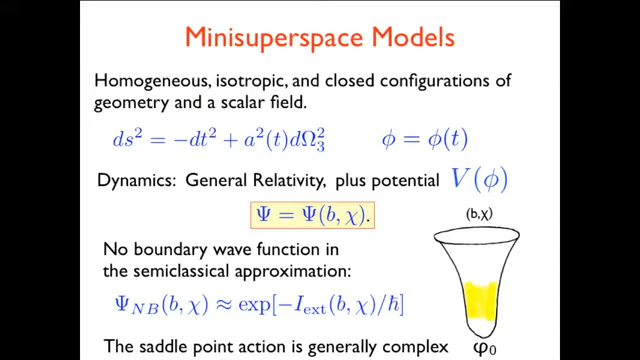 Minisuperspace Models
Homogeneous, isotropic, and closed configurations of
geometry and a scalar field.
ds² = −dt² + a²(t)dΩ₃² ϕ = ϕ(t)
Dynamics: General Relativity, plus potential V(ϕ)
Ψ = Ψ(b, χ).
(b,χ)
No boundary wave function in
the semiclassical approximation:
Ψ_NB(b, χ) ≈ exp[−I_ext(b, χ)/ℏ]
The saddle point action is generally complex
φ₀